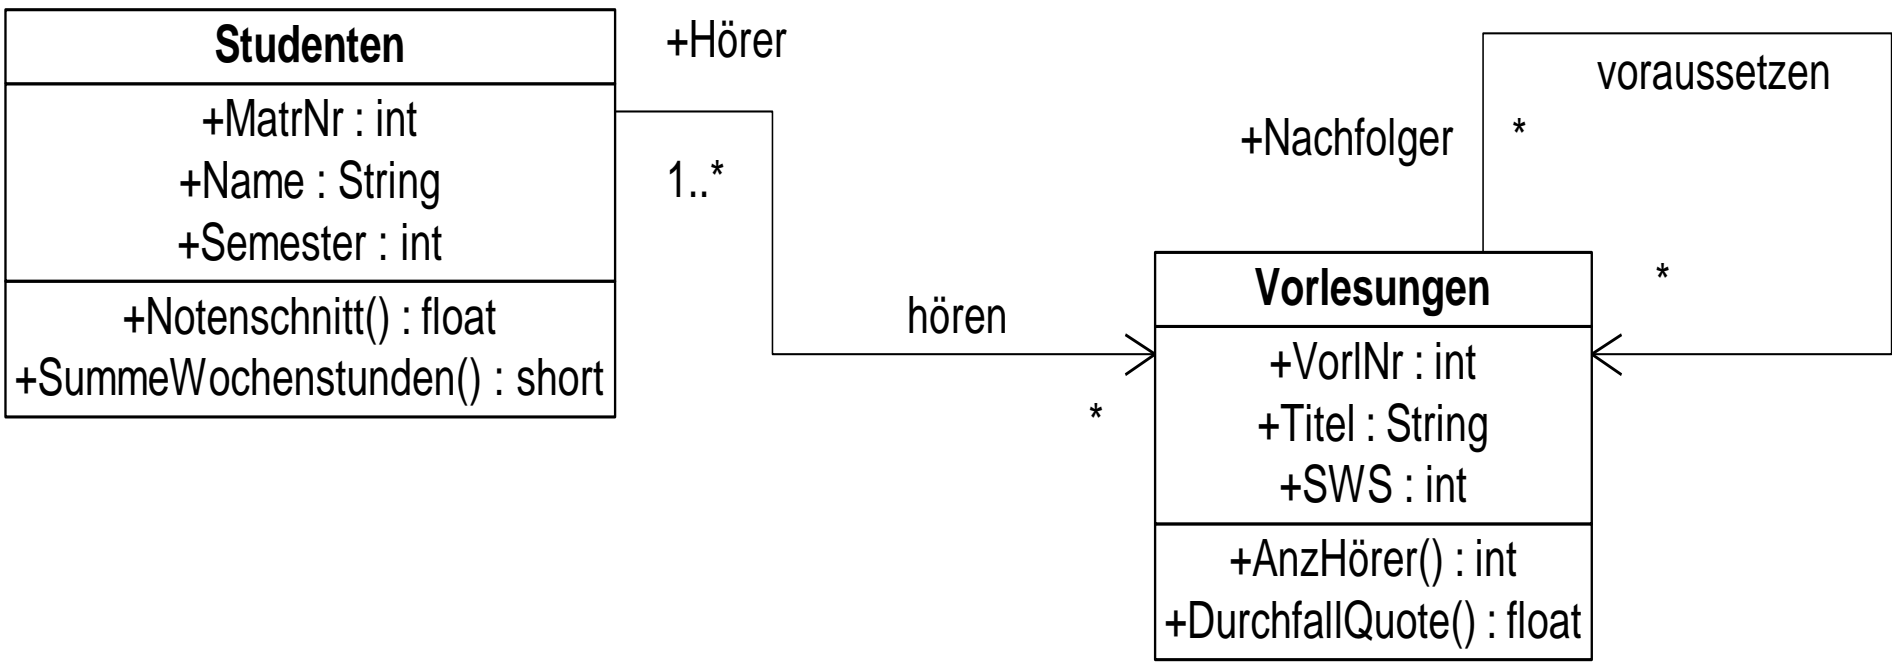 Studenten
+MatrNr : int
+Name : String
+Semester : int
+Notenschnitt() : float
+SummeWochenstunden() : short
+Hörer
1..*
hören
*
voraussetzen
+Nachfolger
*
*
Vorlesungen
+VorlNr : int
+Titel : String
+SWS : int
+AnzHörer() : int
+DurchfallQuote() : float